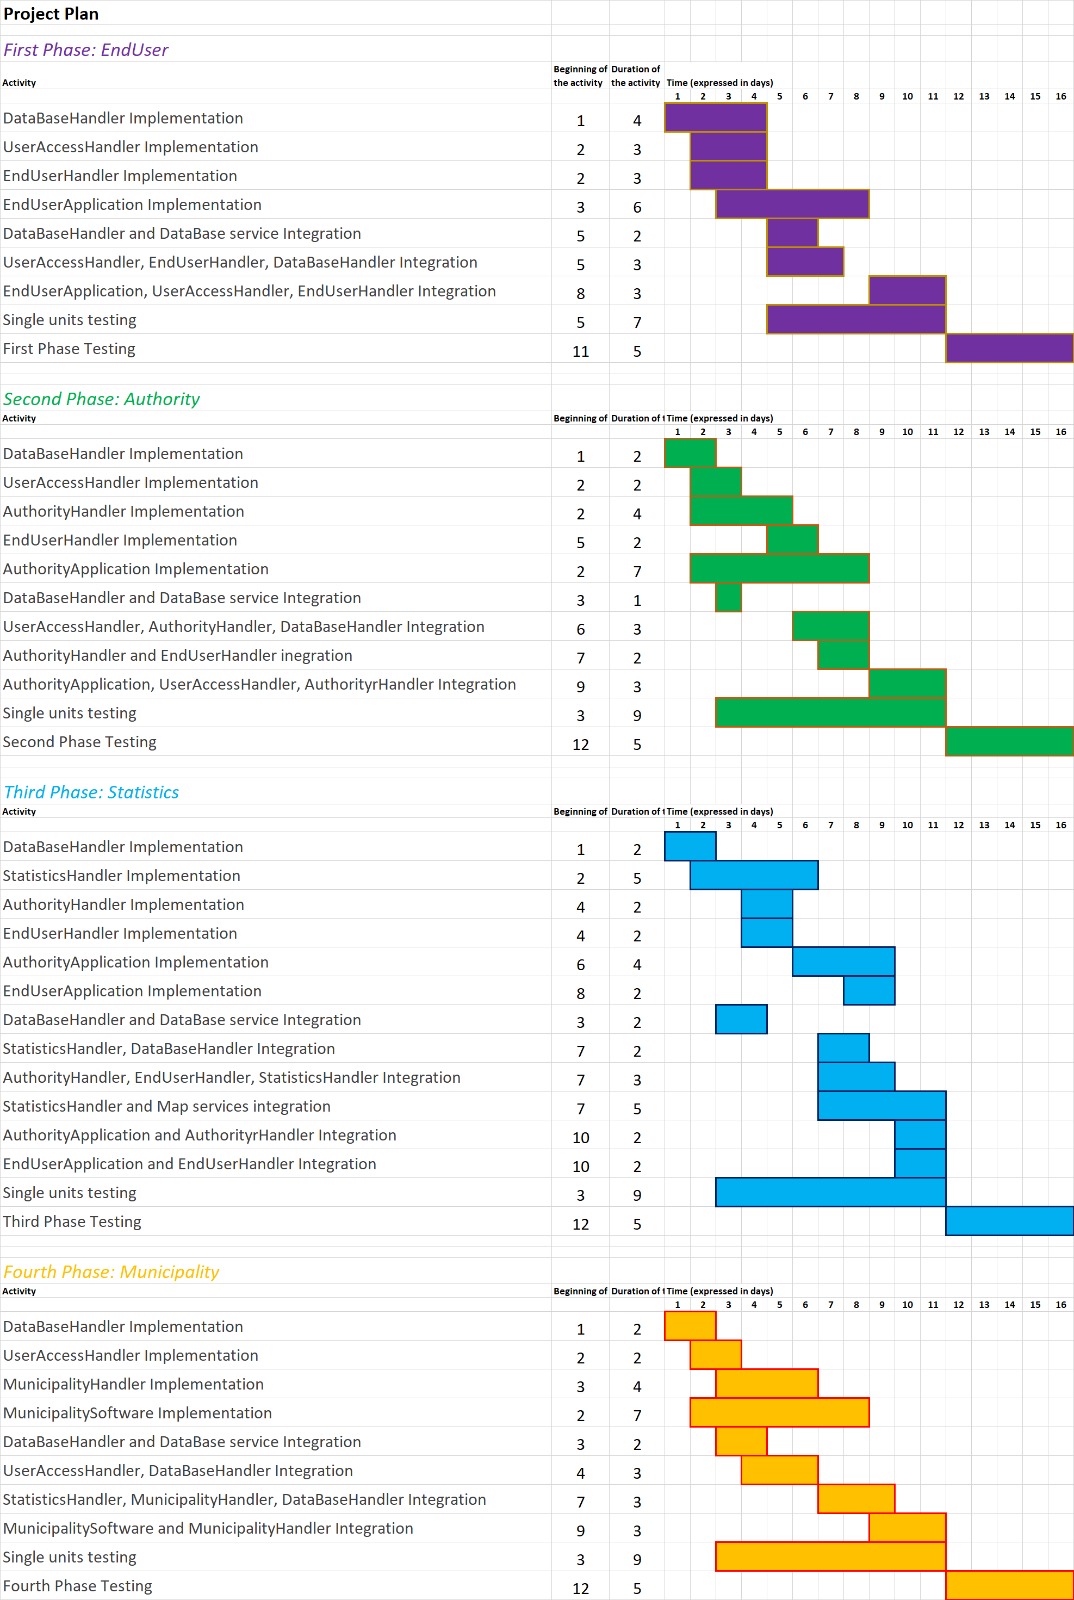 Project Plan
First Phase: EndUser
Beginning of Duration of
Activity the activity the activity Time (expressed in days)
1 2 3 4 5 6 7 8 9 10 11 12 13 14 15 16
DataBaseHandler Implementation 1 4
UserAccessHandler Implementation 2 3
EndUserHandler Implementation 2 3
EndUserApplication Implementation 3 6
DataBaseHandler and DataBase service Integration 5 2
UserAccessHandler, EndUserHandler, DataBaseHandler Integration 5 3
EndUserApplication, UserAccessHandler, EndUserHandler Integration 8 3
Single units testing 5 7
First Phase Testing 11 5
Second Phase: Authority
Activity Beginning of Duration of t Time (expressed in days)
1 2 3 4 5 6 7 8 9 10 11 12 13 14 15 16
DataBaseHandler Implementation 1 2
UserAccessHandler Implementation 2 2
AuthorityHandler Implementation 2 4
EndUserHandler Implementation 5 2
AuthorityApplication Implementation 2 7
DataBaseHandler and DataBase service Integration 3 1
UserAccessHandler, AuthorityHandler, DataBaseHandler Integration 6 3
AuthorityHandler and EndUserHandler inegration 7 2
AuthorityApplication, UserAccessHandler, AuthorityrHandler Integration 9 3
Single units testing 3 9
Second Phase Testing 12 5
Third Phase: Statistics
Activity Beginning of Duration of t Time (expressed in days)
1 2 3 4 5 6 7 8 9 10 11 12 13 14 15 16
DataBaseHandler Implementation 1 2
StatisticsHandler Implementation 2 5
AuthorityHandler Implementation 4 2
EndUserHandler Implementation 4 2
AuthorityApplication Implementation 6 4
EndUserApplication Implementation 8 2
DataBaseHandler and DataBase service Integration 3 2
StatisticsHandler, DataBaseHandler Integration 7 2
AuthorityHandler, EndUserHandler, StatisticsHandler Integration 7 3
StatisticsHandler and Map services integration 7 5
AuthorityApplication and AuthorityrHandler Integration 10 2
EndUserApplication and EndUserHandler Integration 10 2
Single units testing 3 9
Third Phase Testing 12 5
Fourth Phase: Municipality
Activity Beginning of Duration of t Time (expressed in days)
1 2 3 4 5 6 7 8 9 10 11 12 13 14 15 16
DataBaseHandler Implementation 1 2
UserAccessHandler Implementation 2 2
MunicipalityHandler Implementation 3 4
MunicipalitySoftware Implementation 2 7
DataBaseHandler and DataBase service Integration 3 2
UserAccessHandler, DataBaseHandler Integration 4 3
StatisticsHandler, MunicipalityHandler, DataBaseHandler Integration 7 3
MunicipalitySoftware and MunicipalityHandler Integration 9 3
Single units testing 3 9
Fourth Phase Testing 12 5